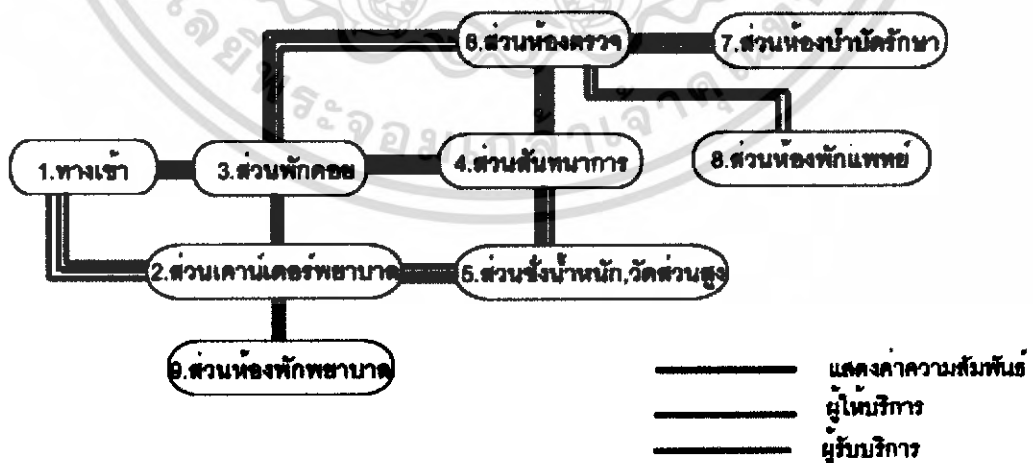 6.ส่วนห้องตรวจ
7.ส่วนห้องบำบัดรักษา
1.ทางเข้า
3.ส่วนพักคอย
4.ส่วนสันทนาการ
8.ส่วนห้องพักแพทย์
2.ส่วนเคาน์เตอร์พยาบาล
5.ส่วนชั่งน้ำหนัก,วัดส่วนสูง
9.ส่วนห้องพักพยาบาล
แสดงค่าความสัมพันธ์
ผู้ให้บริการ
ผู้รับบริการ